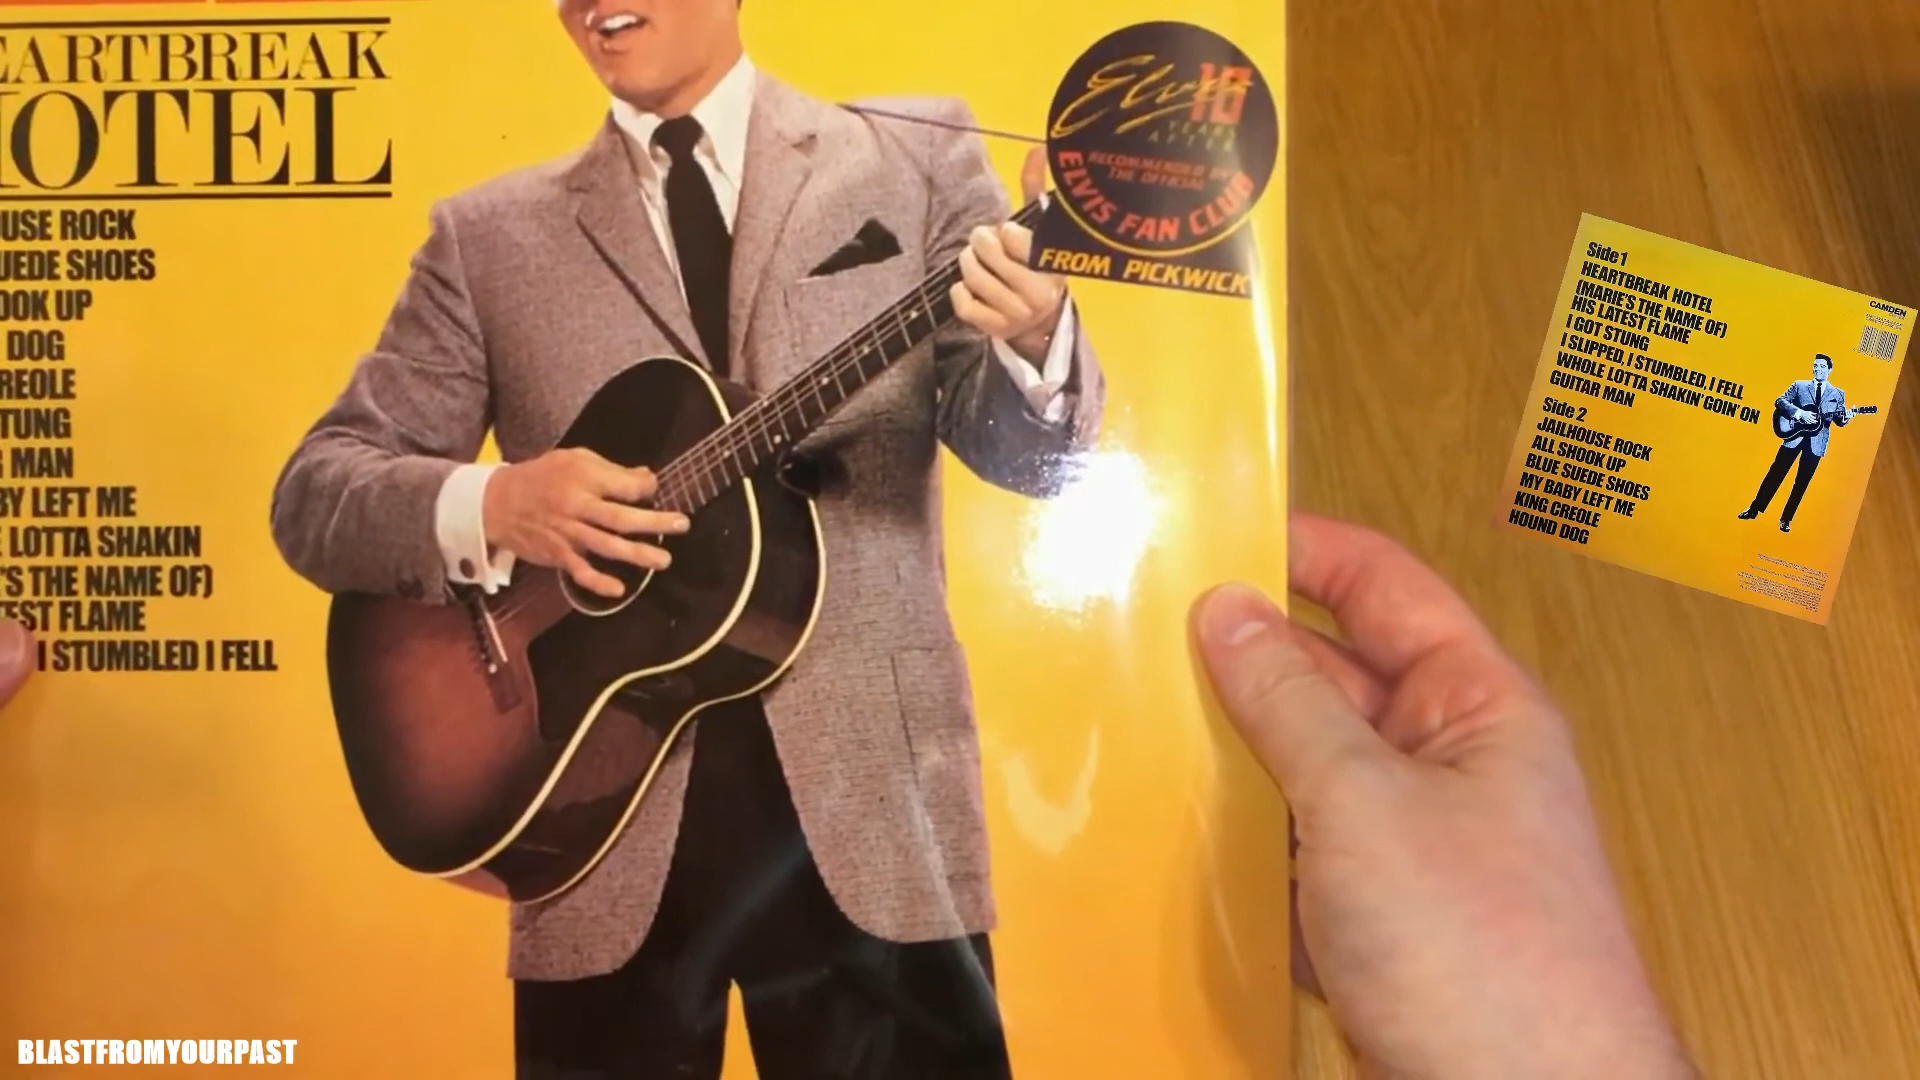 EARTBREAK
HOTEL
OUSE ROCK
UEDE SHOES
OOK UP
DOG
REOLE
TUNG
MAN
BY LEFT ME
LOTTA SHAKIN
'S THE NAME OF)
EST FLAME
I STUMBLED I FELL
Elvis 10
YEARS
AFTER
RECOMMENDED BY
THE OFFICIAL
ELVIS FAN CLUB
FROM PICKWICK
Side 1
HEARTBREAK HOTEL
(MARIE'S THE NAME OF)
HIS LATEST FLAME
I GOT STUNG
I SLIPPED, I STUMBLED, I FELL
WHOLE LOTTA SHAKIN' GOIN' ON
GUITAR MAN
Side 2
JAILHOUSE ROCK
ALL SHOOK UP
BLUE SUEDE SHOES
MY BABY LEFT ME
KING CREOLE
HOUND DOG
CAMDEN
BLASTFROMYOURPAST